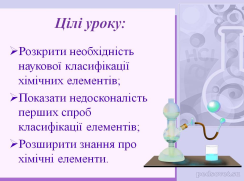 Цілі уроку:
➢Розкрити необхідність
наукової класифікації
хімічних елементів;
➢Показати недосконалість
перших спроб
класифікації елементів;
➢Розширити знання про
хімічні елементи.